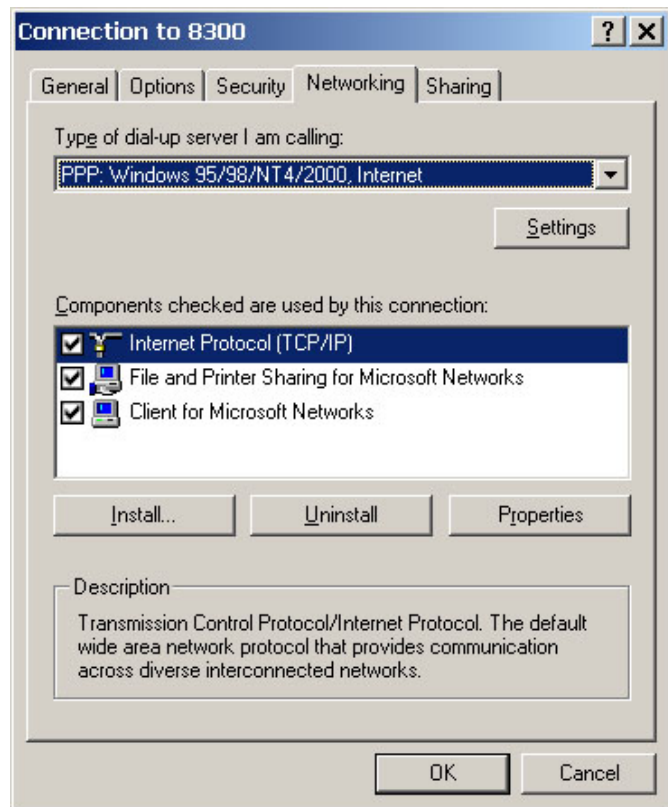 Connection to 8300
General Options Security Networking Sharing
Type of dial-up server I am calling:
PPP: Windows 95/98/NT4/2000, Internet
Settings
Components checked are used by this connection:
Internet Protocol (TCP/IP)
File and Printer Sharing for Microsoft Networks
Client for Microsoft Networks
Install... Uninstall Properties
Description
Transmission Control Protocol/Internet Protocol. The default
wide area network protocol that provides communication
across diverse interconnected networks.
OK Cancel